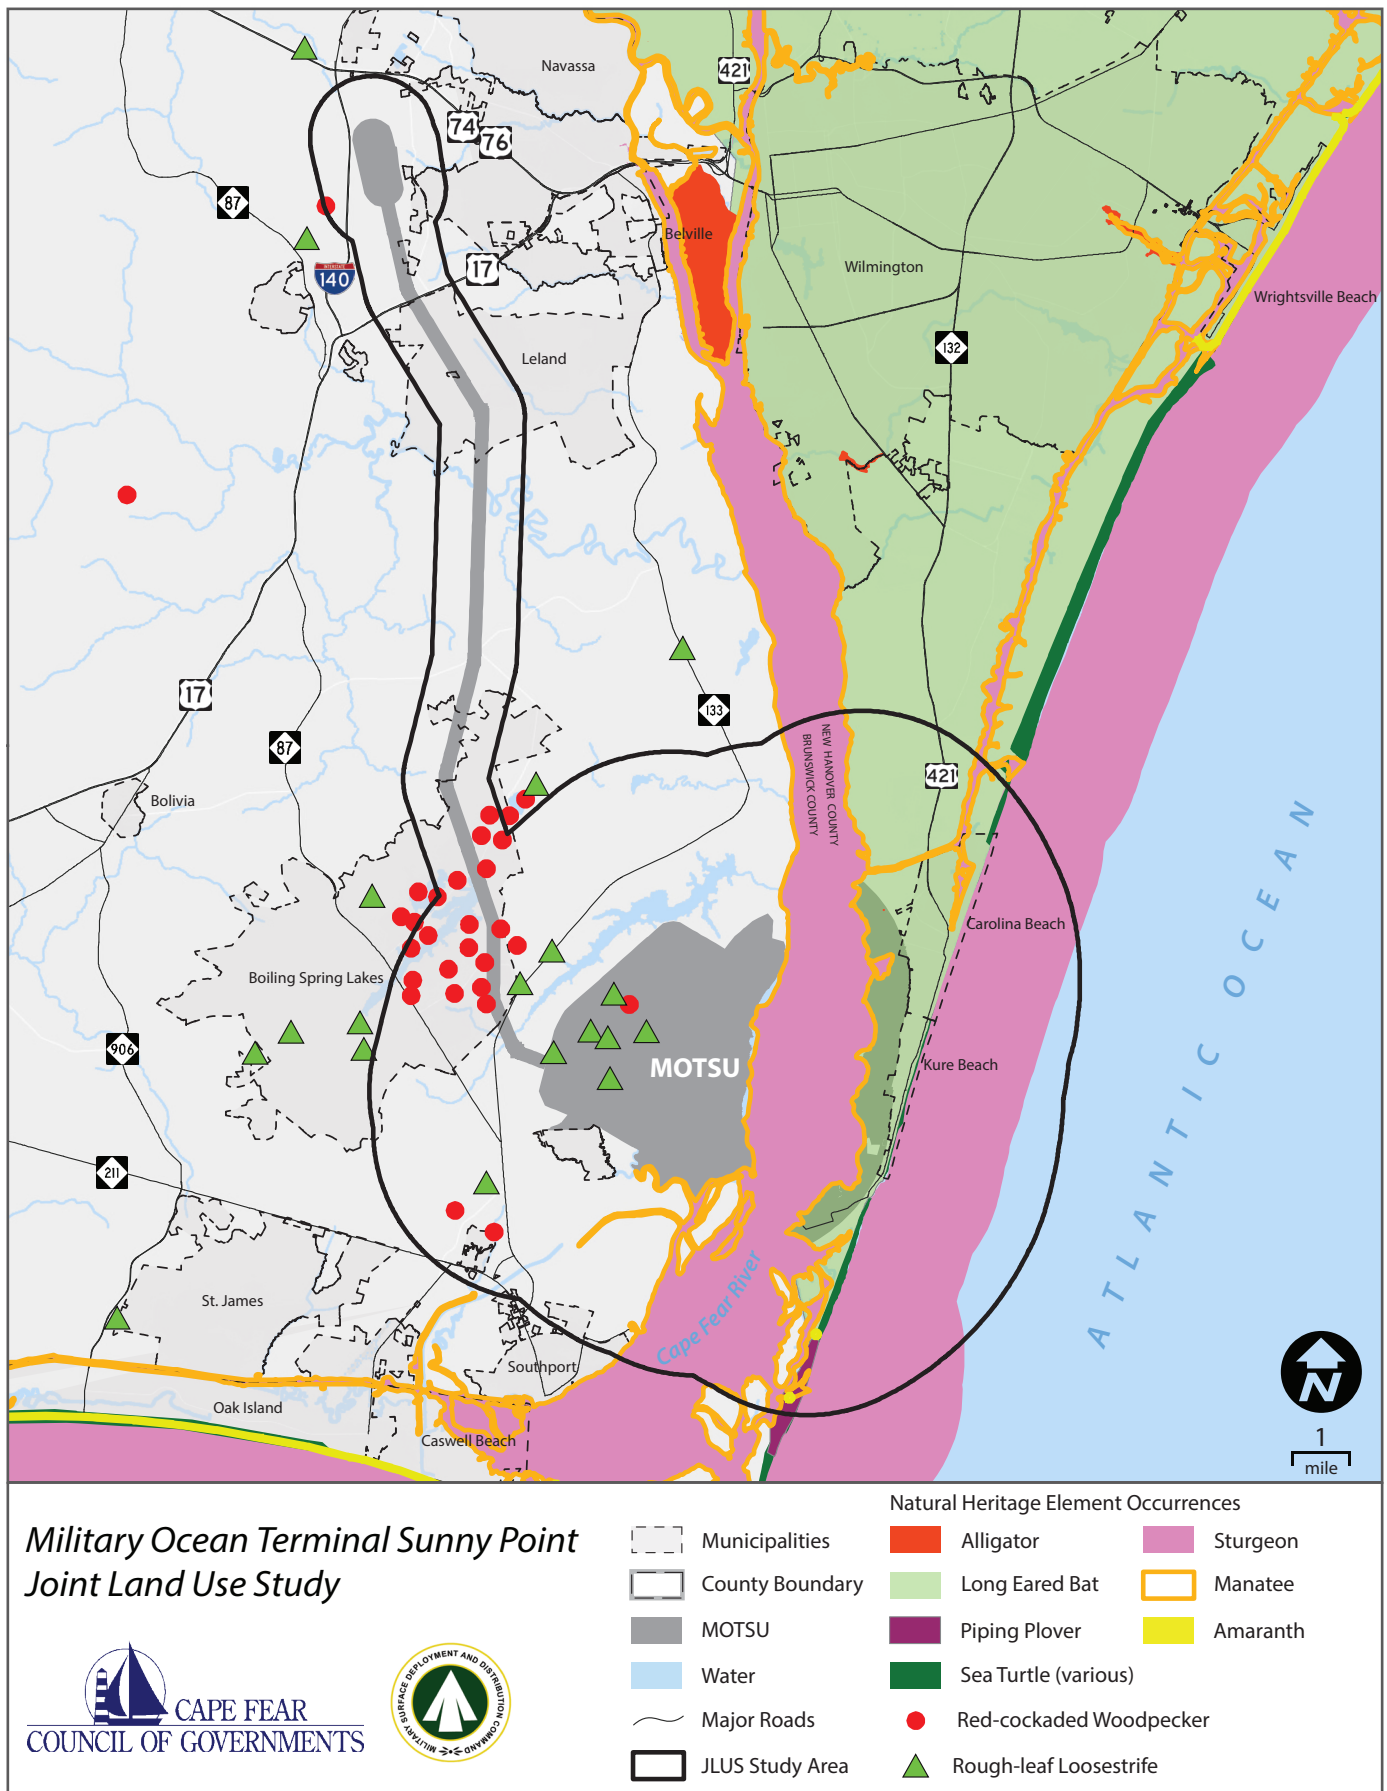 Navassa
421
74
76
87
Belville
17
INTERSTATE
140
Wilmington
Wrightsville Beach
132
Leland
17
133
87
NEW HANOVER COUNTY
BRUNSWICK COUNTY
421
Bolivia
Carolina Beach
Boiling Spring Lakes
906
MOTSU
Kure Beach
ATLANTIC OCEAN
211
St. James
Cape Fear River
Southport
Oak Island
Caswell Beach
N
1
mile
Military Ocean Terminal Sunny Point
Joint Land Use Study
CAPE FEAR
COUNCIL OF GOVERNMENTS
MILITARY SURFACE DEPLOYMENT AND DISTRIBUTION COMMAND
Municipalities
County Boundary
MOTSU
Water
Major Roads
JLUS Study Area
Natural Heritage Element Occurrences
Alligator
Long Eared Bat
Piping Plover
Sea Turtle (various)
Red-cockaded Woodpecker
Rough-leaf Loosestrife
Sturgeon
Manatee
Amaranth